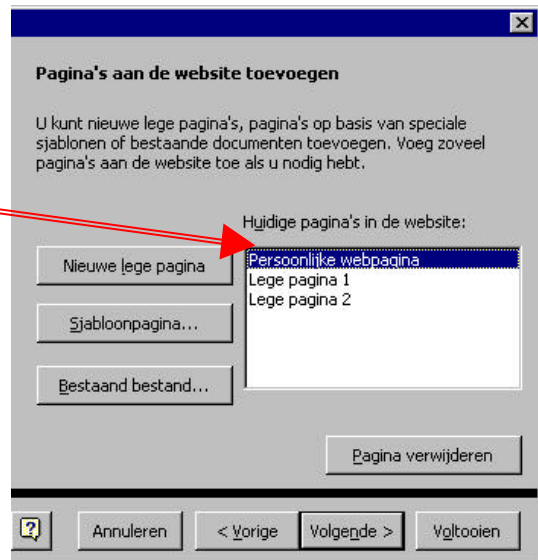 Pagina's aan de website toevoegen
U kunt nieuwe lege pagina's, pagina's op basis van speciale
sjablonen of bestaande documenten toevoegen. Voeg zoveel
pagina's aan de website toe als u nodig hebt.
Huidige pagina's in de website:
Nieuwe lege pagina
Sjabloonpagina...
Bestaand bestand...
Persoonlijke webpagina
Lege pagina 1
Lege pagina 2
Pagina verwijderen
? Annuleren < Vorige Volgende > Voltooien